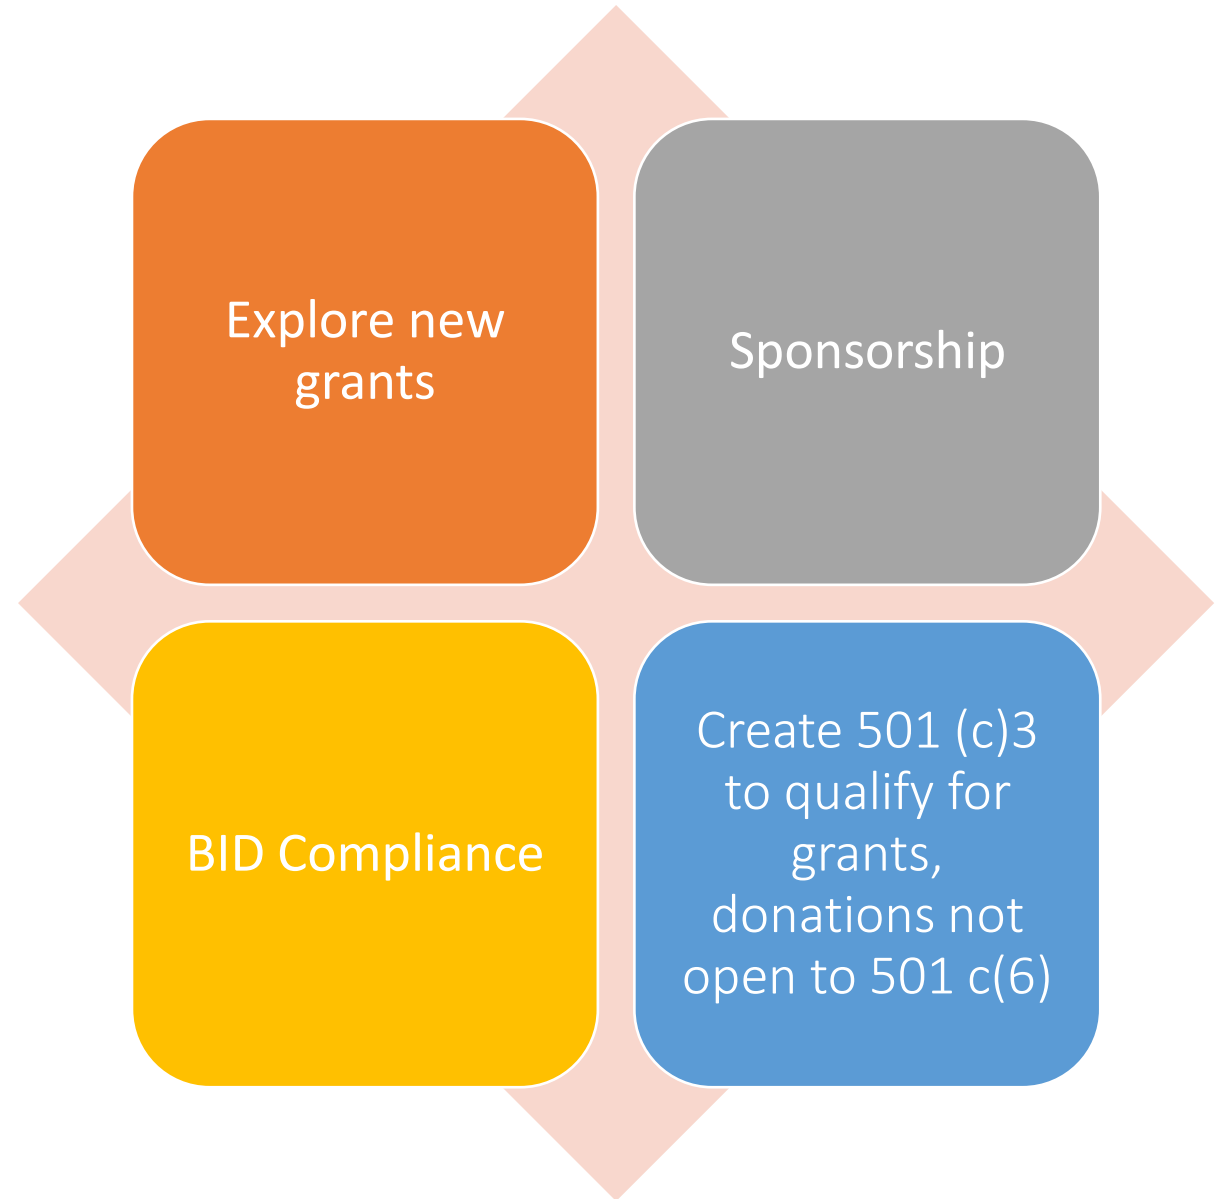 Explore new
grants
Sponsorship
BID Compliance
Create 501 (c)3
to qualify for
grants,
donations not
open to 501 c(6)